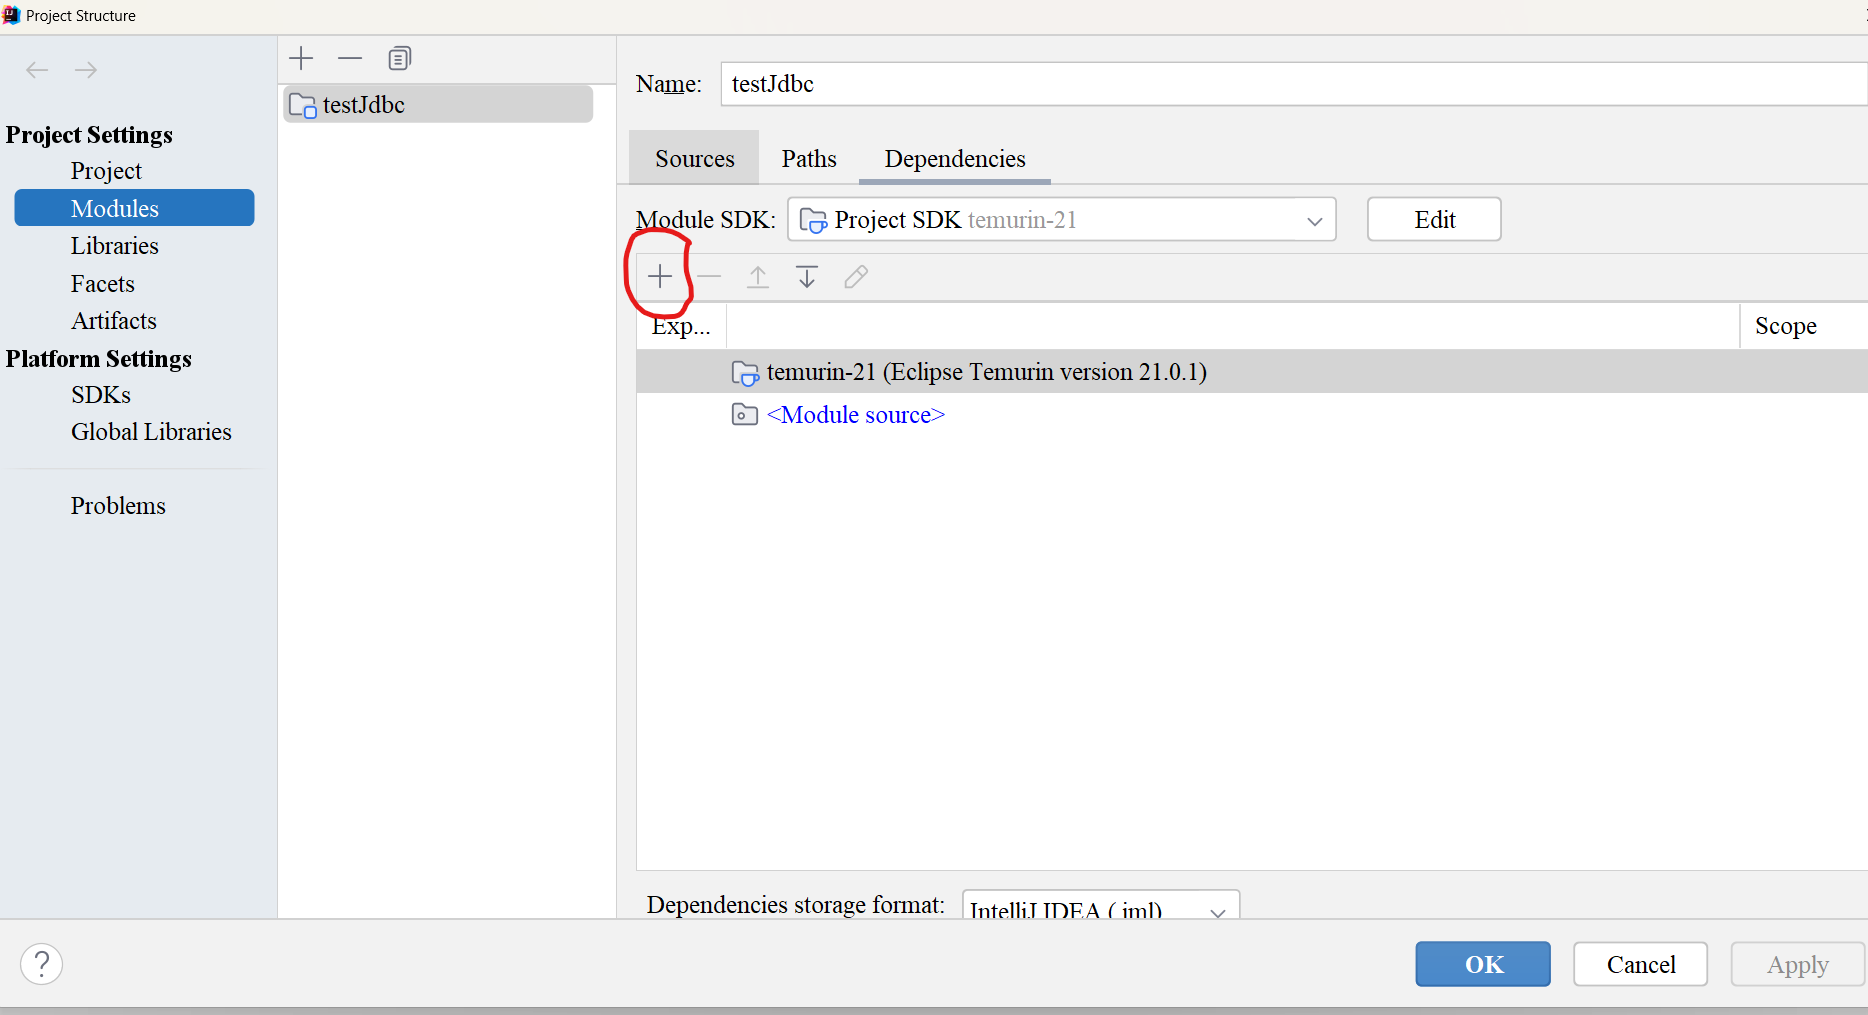 Project Structure
Project Settings
Project
Modules
Libraries
Facets
Artifacts
Platform Settings
SDKs
Global Libraries
Problems
testJdbc
Name: testJdbc
Sources Paths Dependencies
Module SDK: Project SDK temurin-21 Edit
Exp... Scope
temurin-21 (Eclipse Temurin version 21.0.1)
<Module source>
Dependencies storage format: IntelliJ IDEA (.iml)
? OK Cancel Apply